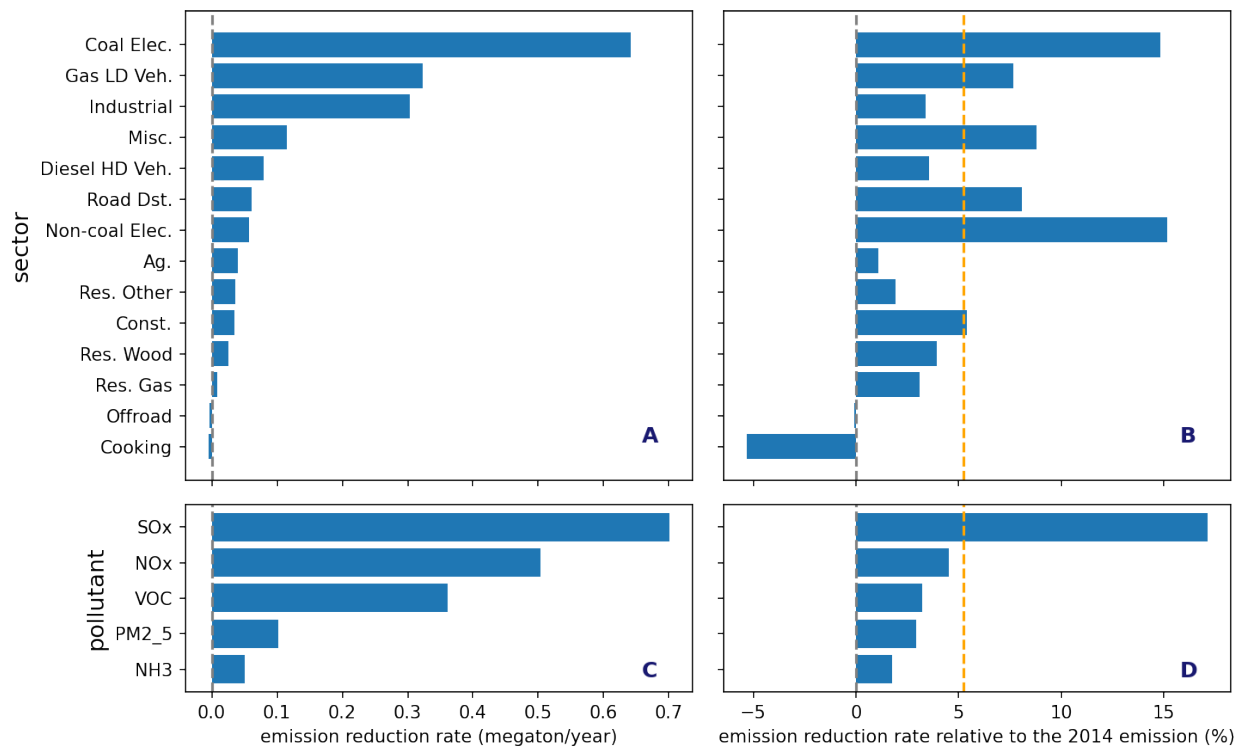 sector
Coal Elec.
Gas LD Veh.
Industrial
Misc.
Diesel HD Veh.
Road Dst.
Non-coal Elec.
Ag.
Res. Other
Const.
Res. Wood
Res. Gas
Offroad
Cooking
A
B
pollutant
SOx
NOx
VOC
PM2_5
NH3
C
D
0.0 0.1 0.2 0.3 0.4 0.5 0.6 0.7
emission reduction rate (megaton/year)
−5 0 5 10 15
emission reduction rate relative to the 2014 emission (%)